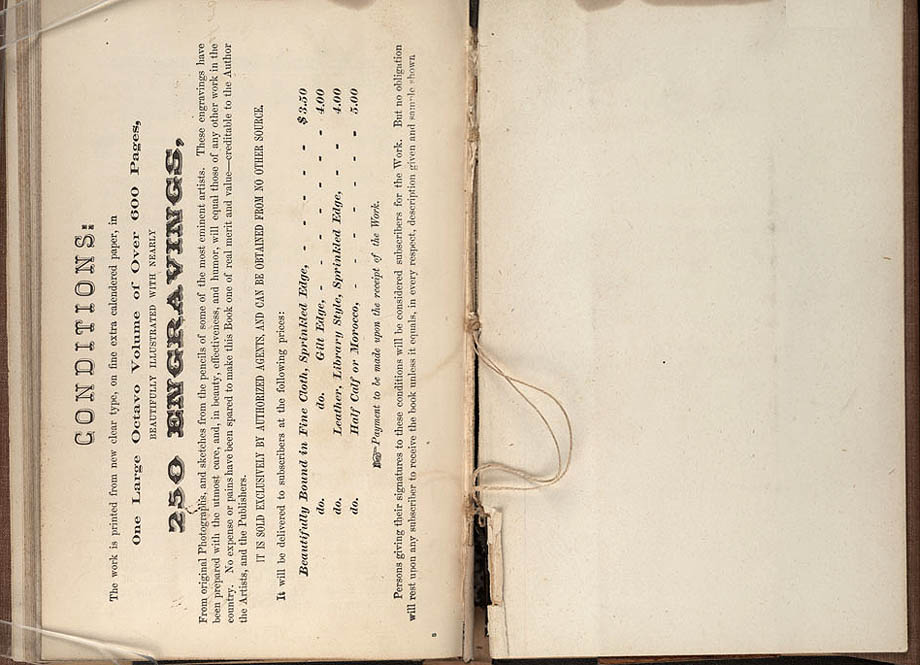 CONDITIONS:
The work is printed from new clear type, on fine extra calendered paper, in
One Large Octavo Volume of Over 600 Pages,
BEAUTIFULLY ILLUSTRATED WITH NEARLY
250 ENGRAVINGS,
From original Photographs, and sketches from the pencils of some of the most eminent artists. These engravings have
been prepared with the utmost care, and, in beauty, effectiveness, and humor, will equal those of any other work in the
country. No expense or pains have been spared to make this Book one of real merit and value—creditable to the Author
the Artists, and the Publishers.
IT IS SOLD EXCLUSIVELY BY AUTHORIZED AGENTS, AND CAN BE OBTAINED FROM NO OTHER SOURCE.
It will be delivered to subscribers at the following prices:
Beautifully Bound in Fine Cloth, Sprinkled Edge, - - - - - - $3.50
do. do. Gilt Edge, - - - - - - - 4.00
do. Leather, Library Style, Sprinkled Edge, - - - 4.00
do. Half Calf or Morocco, - - - - - - - 5.00
☞ Payment to be made upon the receipt of the Work.
Persons giving their signatures to these conditions will be considered subscribers for the Work. But no obligation
will rest upon any subscriber to receive the book unless it equals, in every respect, description given and sample shown
8